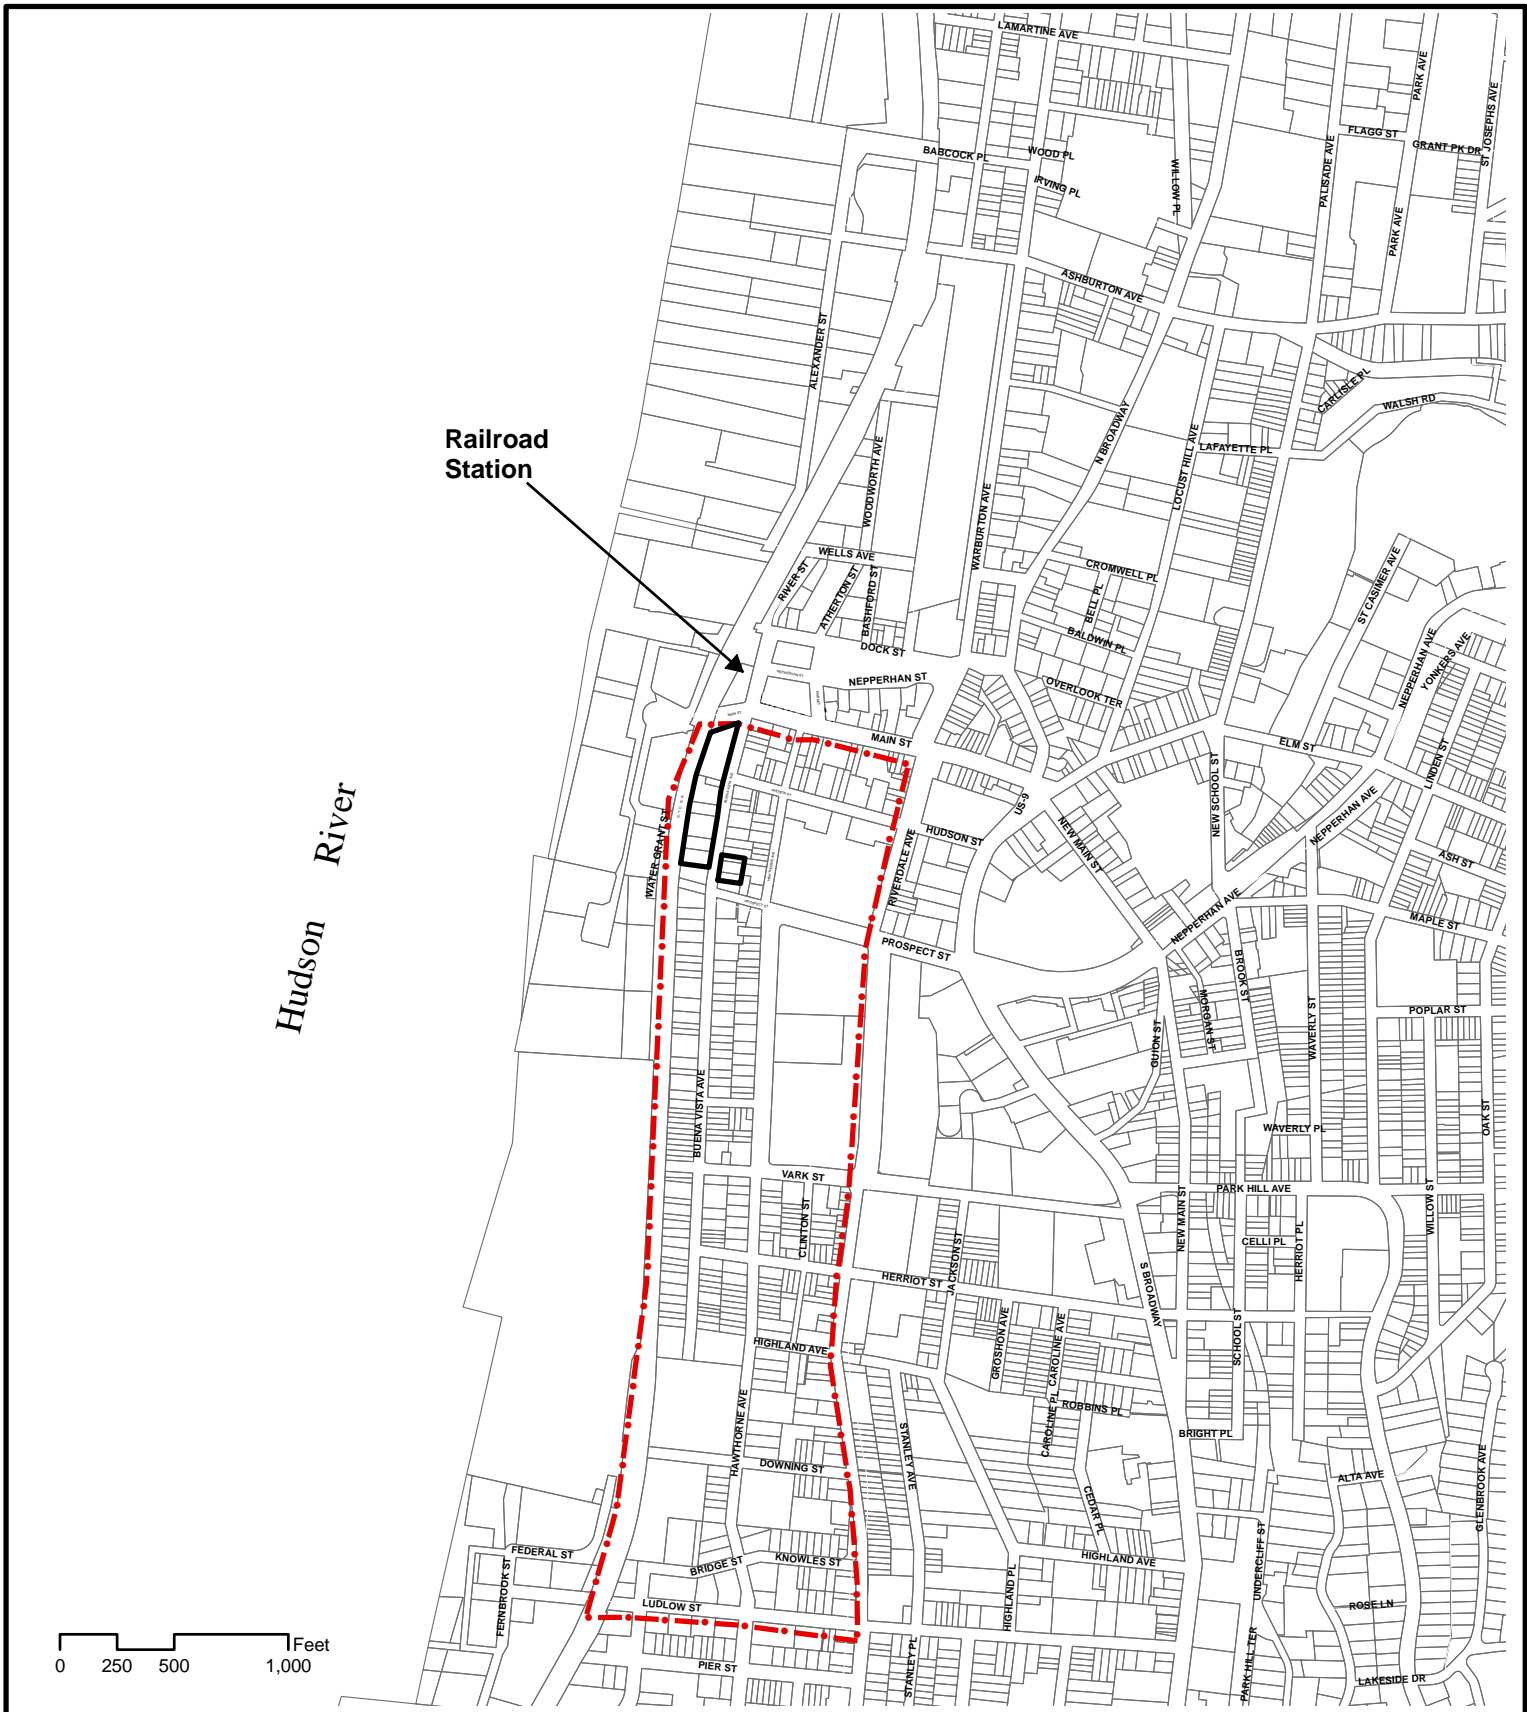 LAMARTINE AVE
PARK AVE
ST JOSEPHS AVE
FLAGG ST
GRANT PK DR
PALISADE AVE
BABCOCK PL
WOOD PL
IRVING PL
WILLOW PL
PARK AVE
ASHBURTON AVE
ALEXANDER ST
CARLISLE PL
WALSH RD
N BROADWAY
LOCUST HILL AVE
LAFAYETTE PL
Railroad
Station
WOODWORTH AVE
WARBURTON AVE
WELLS AVE
RIVER ST
ATHERTON ST
BASHFORD ST
CROMWELL PL
BELL PL
BALDWIN PL
ST CASIMER AVE
NEPPERHAN AVE
YONKERS AVE
DOCK ST
NEPPERHAN ST
NEPPERHAN ST
OVERLOOK TER
MAIN ST
MAIN ST
ELM ST
LINDEN ST
NEW SCHOOL ST
US-9
NEPPERHAN AVE
HUDSON ST
NEW MAIN ST
ASH ST
Hudson River
WATER GRANT ST
BUENA VISTA AVE
RIVERDALE AVE
PROSPECT ST
PROSPECT ST
NEPPERHAN AVE
MAPLE ST
BROOK ST
MORGAN ST
GUION ST
WAVERLY ST
POPLAR ST
BUENA VISTA AVE
WAVERLY PL
OAK ST
VARK ST
CLINTON ST
PARK HILL AVE
NEW MAIN ST
WILLOW ST
CELLI PL
HERRIOT PL
HERRIOT ST
JACKSON ST
S BROADWAY
GROSHON AVE
CAROLINE AVE
SCHOOL ST
HIGHLAND AVE
HAWTHORNE AVE
CAROLINE PL
ROBBINS PL
BRIGHT PL
STANLEY AVE
DOWNING ST
CEDAR PL
ALTA AVE
GLENBROOK AVE
FEDERAL ST
FERNBROOK ST
BRIDGE ST
KNOWLES ST
HIGHLAND AVE
HIGHLAND PL
UNDERCLIFF ST
LUDLOW ST
ROSE LN
PIER ST
STANLEY PL
PARK HILL TER
LAKESIDE DR
Feet
0 250 500 1,000